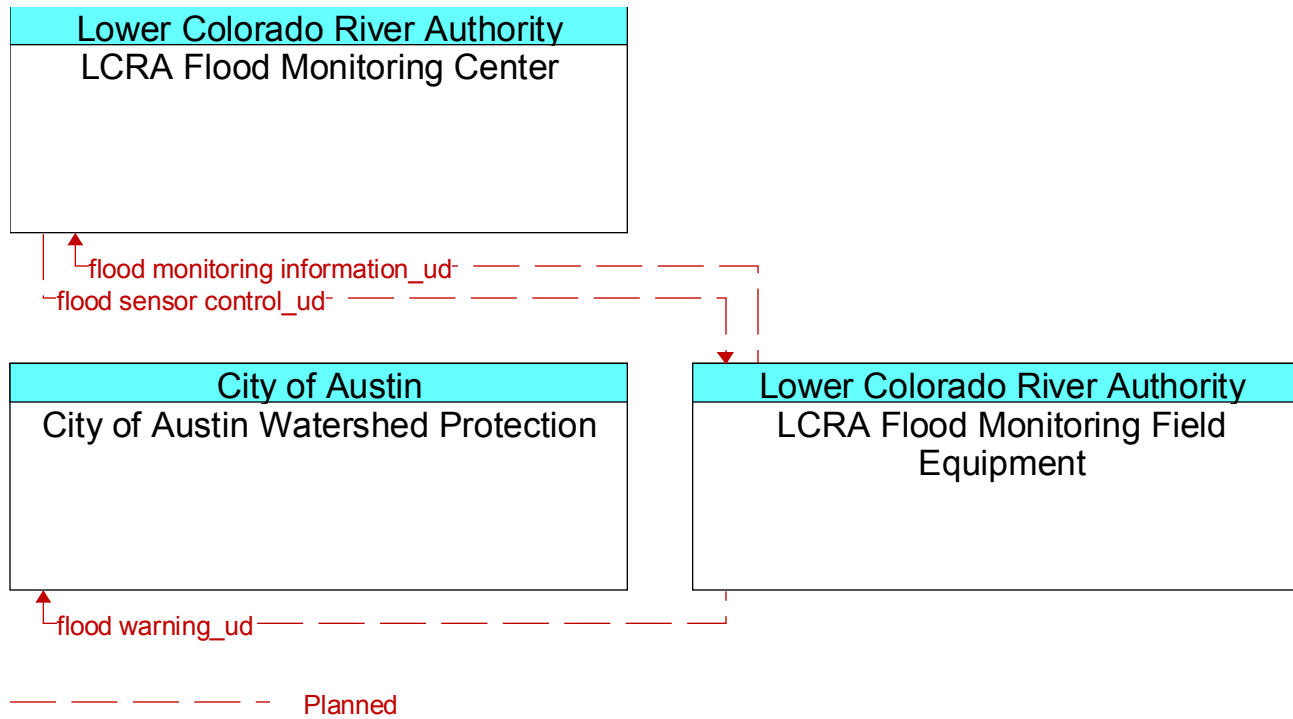 Lower Colorado River Authority
LCRA Flood Monitoring Center
flood monitoring information_ud
flood sensor control_ud
City of Austin
City of Austin Watershed Protection
Lower Colorado River Authority
LCRA Flood Monitoring Field
Equipment
flood warning_ud
Planned